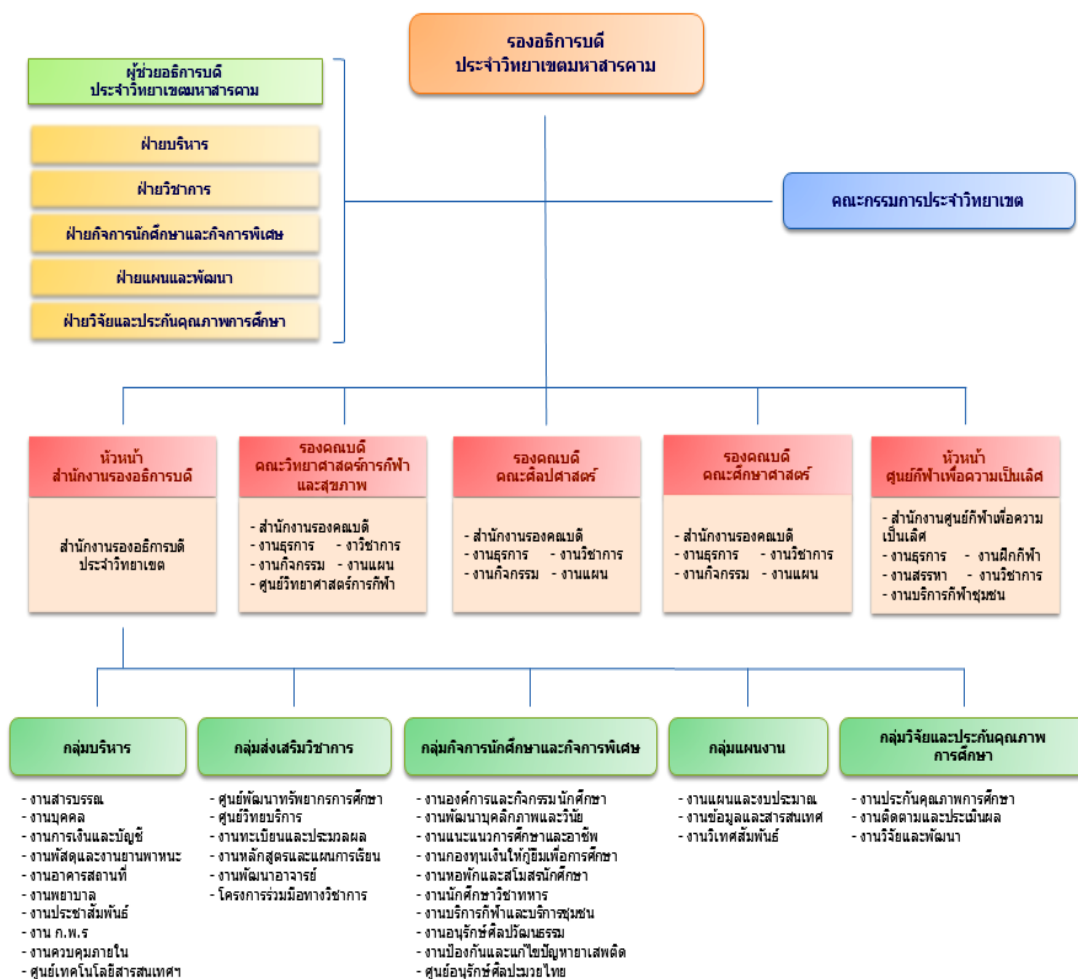 รองอธิการบดี
ประจำวิทยาเขตมหาสารคาม
ผู้ช่วยอธิการบดี
ประจำวิทยาเขตมหาสารคาม
ฝ่ายบริหาร
ฝ่ายวิชาการ
ฝ่ายกิจการนักศึกษาและกิจการพิเศษ
ฝ่ายแผนและพัฒนา
ฝ่ายวิจัยและประกันคุณภาพการศึกษา
คณะกรรมการประจำวิทยาเขต
หัวหน้า
สำนักงานรองอธิการบดี
สำนักงานรองอธิการบดี
ประจำวิทยาเขต
รองคณบดี
คณะวิทยาศาสตร์การกีฬา
และสุขภาพ
- สำนักงานรองคณบดี
- งานธุรการ - งาวิชาการ
- งานกิจกรรม - งานแผน
- ศูนย์วิทยาศาสตร์การกีฬา
รองคณบดี
คณะศิลปศาสตร์
- สำนักงานรองคณบดี
- งานธุรการ - งานวิชาการ
- งานกิจกรรม - งานแผน
รองคณบดี
คณะศึกษาศาสตร์
- สำนักงานรองคณบดี
- งานธุรการ - งานวิชาการ
- งานกิจกรรม - งานแผน
หัวหน้า
ศูนย์กีฬาเพื่อความเป็นเลิศ
- สำนักงานศูนย์กีฬาเพื่อความ
เป็นเลิศ
- งานธุรการ - งานฝึกกีฬา
- งานสรรหา - งานวิชาการ
- งานบริการกีฬาชุมชน
กลุ่มบริหาร
- งานสารบรรณ
- งานบุคคล
- งานการเงินและบัญชี
- งานพัสดุและงานยานพาหนะ
- งานอาคารสถานที่
- งานพยาบาล
- งานประชาสัมพันธ์
- งาน ก.พ.ร
- งานควบคุมภายใน
- ศูนย์เทคโนโลยีสารสนเทศฯ
กลุ่มส่งเสริมวิชาการ
- ศูนย์พัฒนาทรัพยากรการศึกษา
- ศูนย์วิทยบริการ
- งานทะเบียนและประมวลผล
- งานหลักสูตรและแผนการเรียน
- งานพัฒนาอาจารย์
- โครงการร่วมมือทางวิชาการ
กลุ่มกิจการนักศึกษาและกิจการพิเศษ
- งานองค์การและกิจกรรมนักศึกษา
- งานพัฒนาบุคลิกภาพและวินัย
- งานแนะแนวการศึกษาและอาชีพ
- งานกองทุนเงินให้กู้ยืมเพื่อการศึกษา
- งานหอพักและสโมสรนักศึกษา
- งานนักศึกษาวิชาทหาร
- งานบริการกีฬาและบริการชุมชน
- งานอนุรักษ์ศิลปวัฒนธรรม
- งานป้องกันและแก้ไขปัญหายาเสพติด
- ศูนย์อนุรักษ์ศิลปะมวยไทย
กลุ่มแผนงาน
- งานแผนและงบประมาณ
- งานข้อมูลและสารสนเทศ
- งานวิเทศสัมพันธ์
กลุ่มวิจัยและประกันคุณภาพ
การศึกษา
- งานประกันคุณภาพการศึกษา
- งานติดตามและประเมินผล
- งานวิจัยและพัฒนา